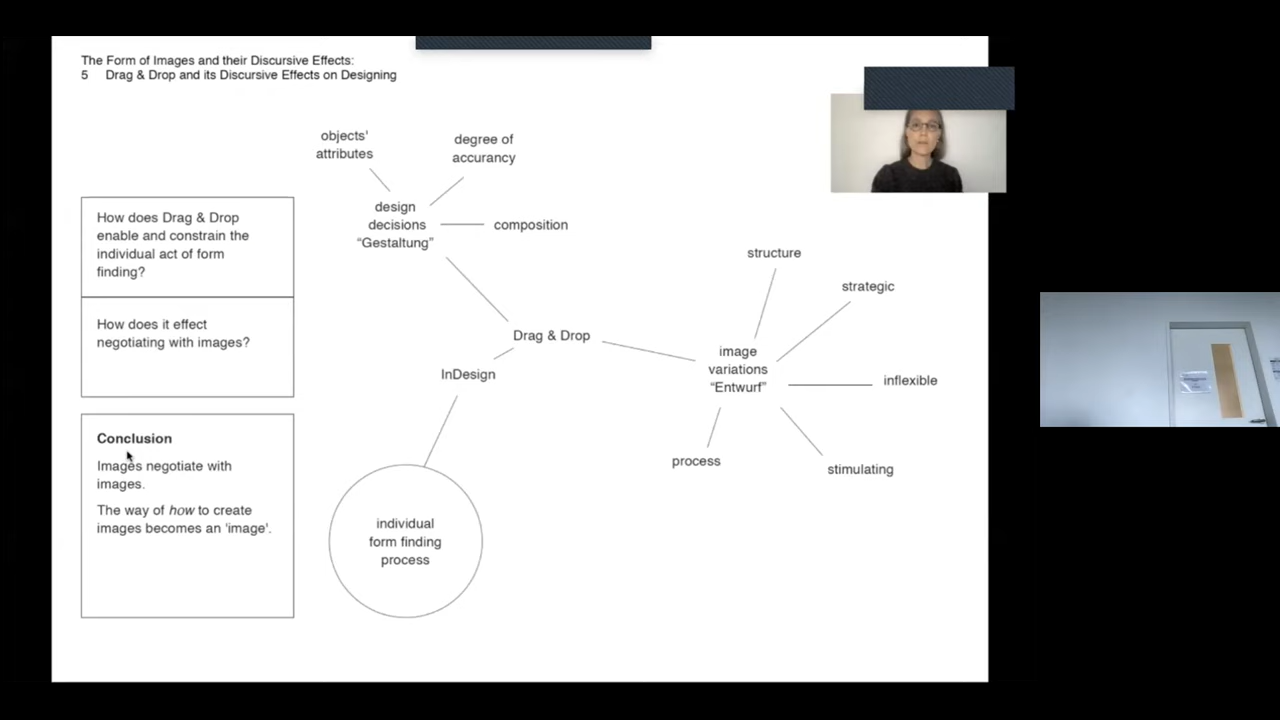 The Form of Images and their Discursive Effects:
5 Drag & Drop and its Discursive Effects on Designing
objects'
attributes
degree of
accurancy
design
decisions
“Gestaltung”
composition
How does Drag & Drop
enable and constrain the
individual act of form
finding?
How does it effect
negotiating with images?
Conclusion
Images negotiate with
images.
The way of how to create
images becomes an 'image'.
Drag & Drop
InDesign
individual
form finding
process
structure
strategic
image
variations
“Entwurf”
inflexible
process
stimulating